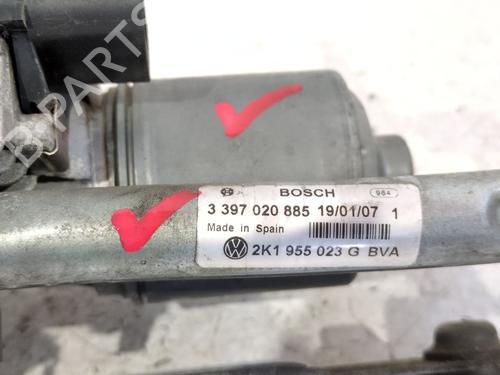 BOSCH 984
3 397 020 885 19/01/07 1
Made in Spain
2K1 955 023 G BVA
B-Parts